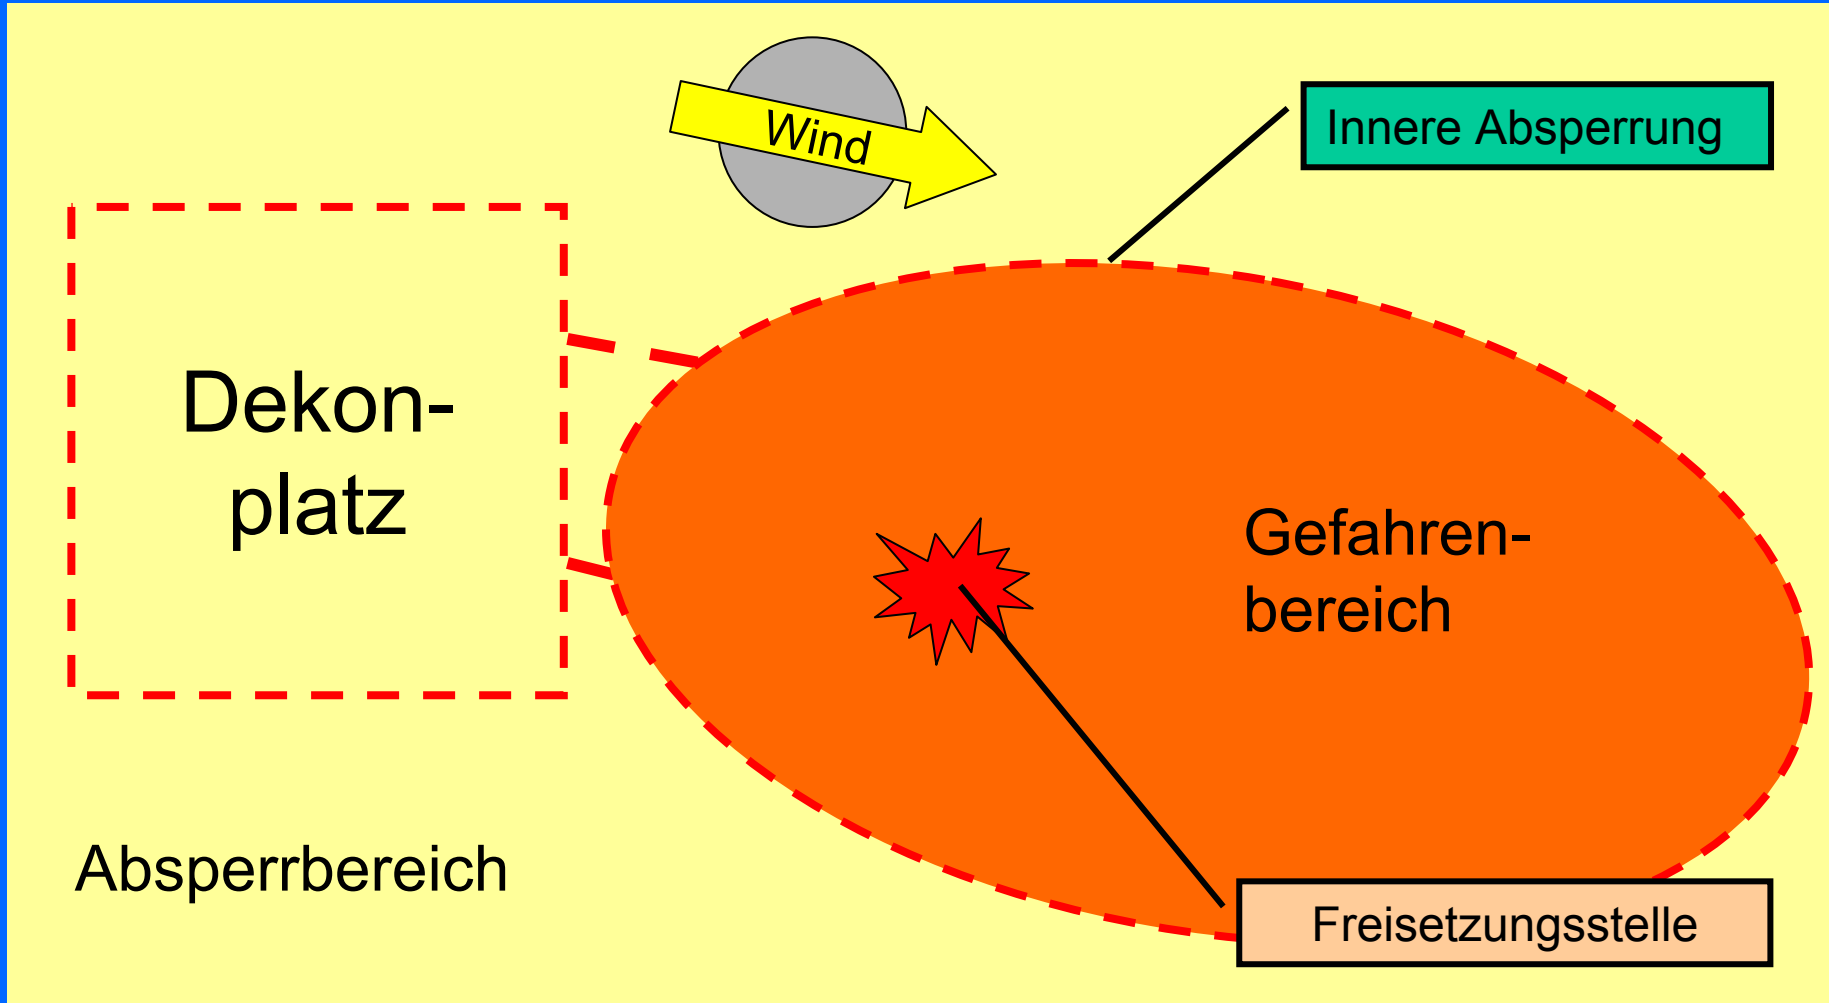 Wind
Innere Absperrung
Dekon-
platz
Gefahren-
bereich
Absperrbereich
Freisetzungsstelle